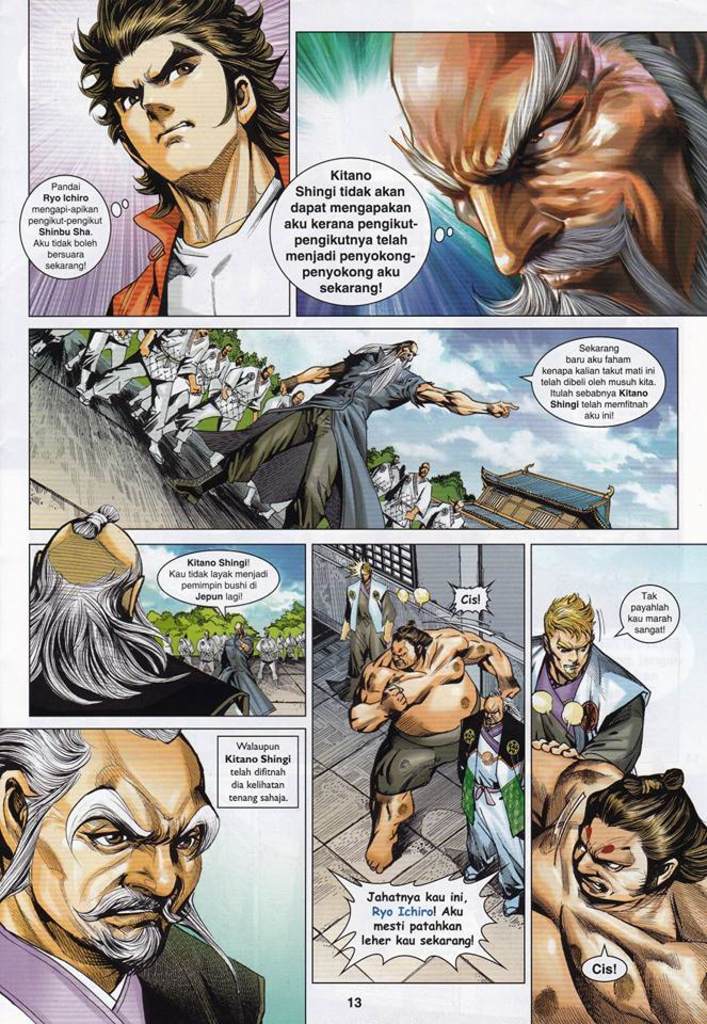 Pandai
Ryo Ichiro
mengapi-apikan
pengikut-pengikut
Shinbu Sha.
Aku tidak boleh
bersuara
sekarang!
Kitano
Shingi tidak akan
dapat mengapakan
aku kerana pengikut-
pengikutnya telah
menjadi penyokong-
penyokong aku
sekarang!
Sekarang
baru aku faham
kenapa kalian takut mati ini
telah dibeli oleh musuh kita.
Itulah sebabnya Kitano
Shingi telah memfitnah
aku ini!
Kitano Shingi!
Kau tidak layak menjadi
pemimpin bushi di
Jepun lagi!
Walaupun
Kitano Shingi
telah difitnah
dia kelihatan
tenang sahaja.
Cis!
Jahatnya kau ini,
Ryo Ichiro! Aku
mesti patahkan
leher kau sekarang!
Tak
payahlah
kau marah
sangat!
Cis!
13